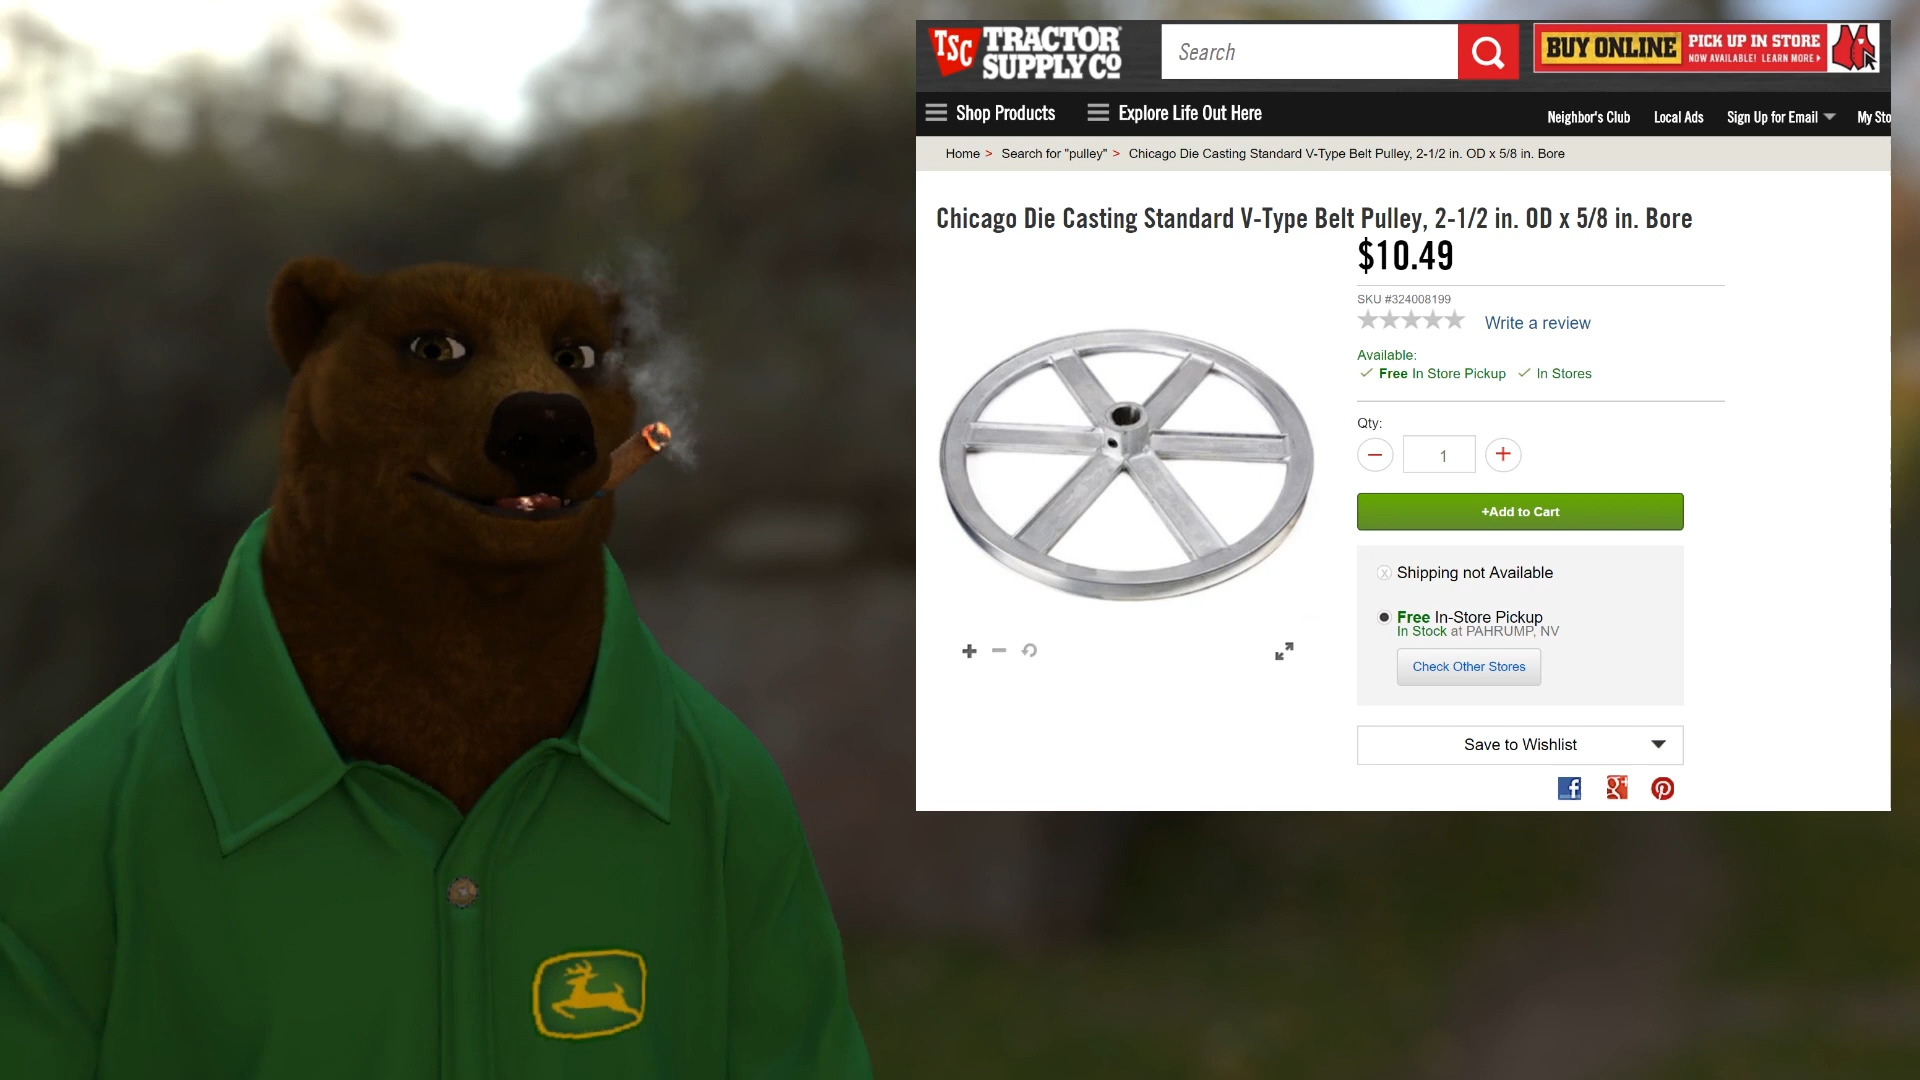 TSC TRACTOR SUPPLY CO
Search
BUY ONLINE PICK UP IN STORE
NOW AVAILABLE! LEARN MORE
Shop Products
Explore Life Out Here
Neighbor's Club
Local Ads
Sign Up for Email
My Sto
Home > Search for "pulley" > Chicago Die Casting Standard V-Type Belt Pulley, 2-1/2 in. OD x 5/8 in. Bore
Chicago Die Casting Standard V-Type Belt Pulley, 2-1/2 in. OD x 5/8 in. Bore
$10.49
SKU #324008199
Write a review
Available:
Free In Store Pickup
In Stores
Qty:
1
+Add to Cart
Shipping not Available
Free In-Store Pickup
In Stock at PAHRUMP, NV
Check Other Stores
Save to Wishlist